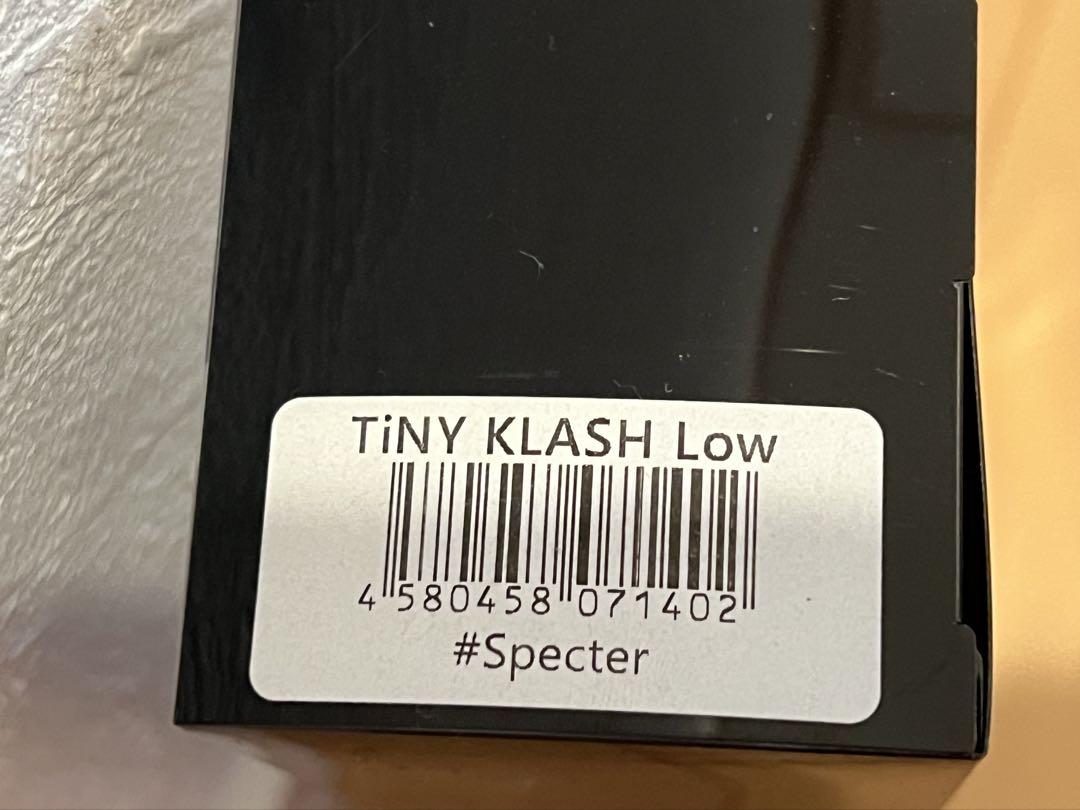 TiNY KLASH Low
4 580458 071402
#Specter